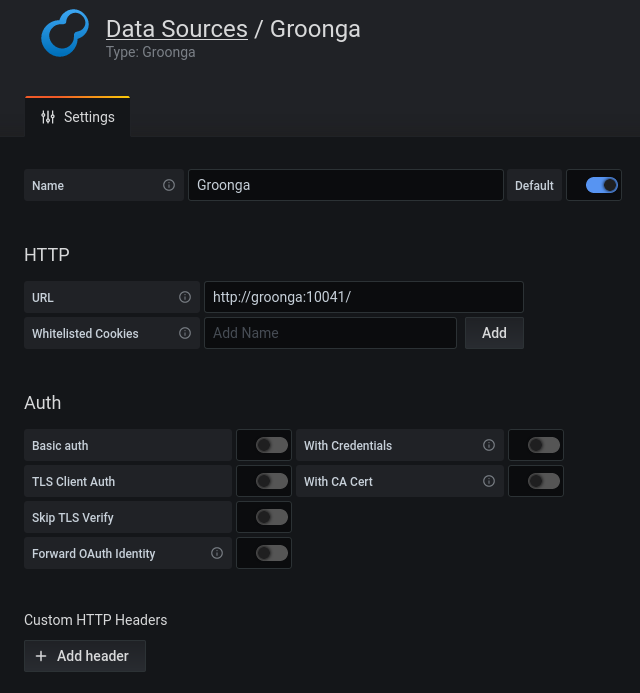 Data Sources / Groonga
Type: Groonga
Settings
Name Groonga Default
HTTP
URL http://groonga:10041/
Whitelisted Cookies Add Name Add
Auth
Basic auth With Credentials
TLS Client Auth With CA Cert
Skip TLS Verify
Forward OAuth Identity
Custom HTTP Headers
+ Add header